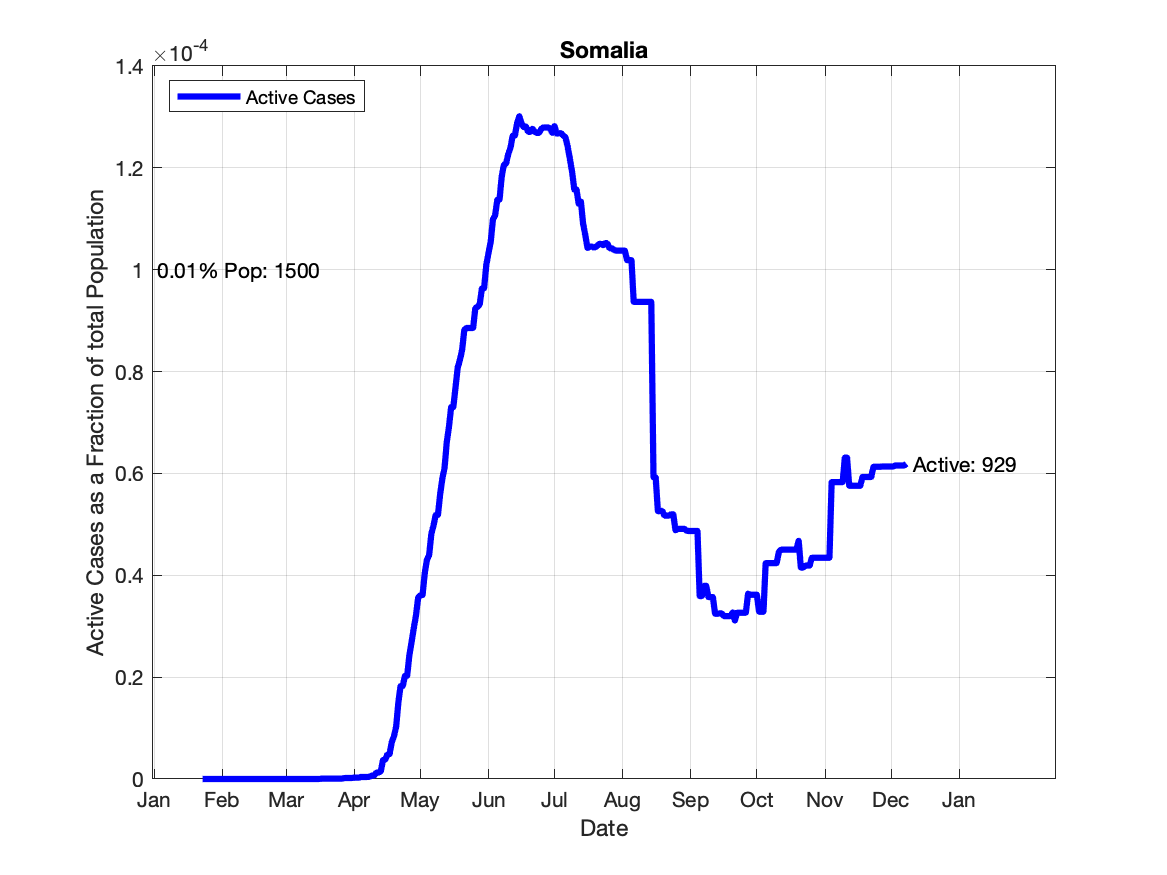 Somalia
×10-4
1.4
1.2
1
0.8
0.6
0.4
0.2
0
Active Cases
0.01% Pop: 1500
Active: 929
Active Cases as a Fraction of total Population
Jan Feb Mar Apr May Jun Jul Aug Sep Oct Nov Dec Jan
Date